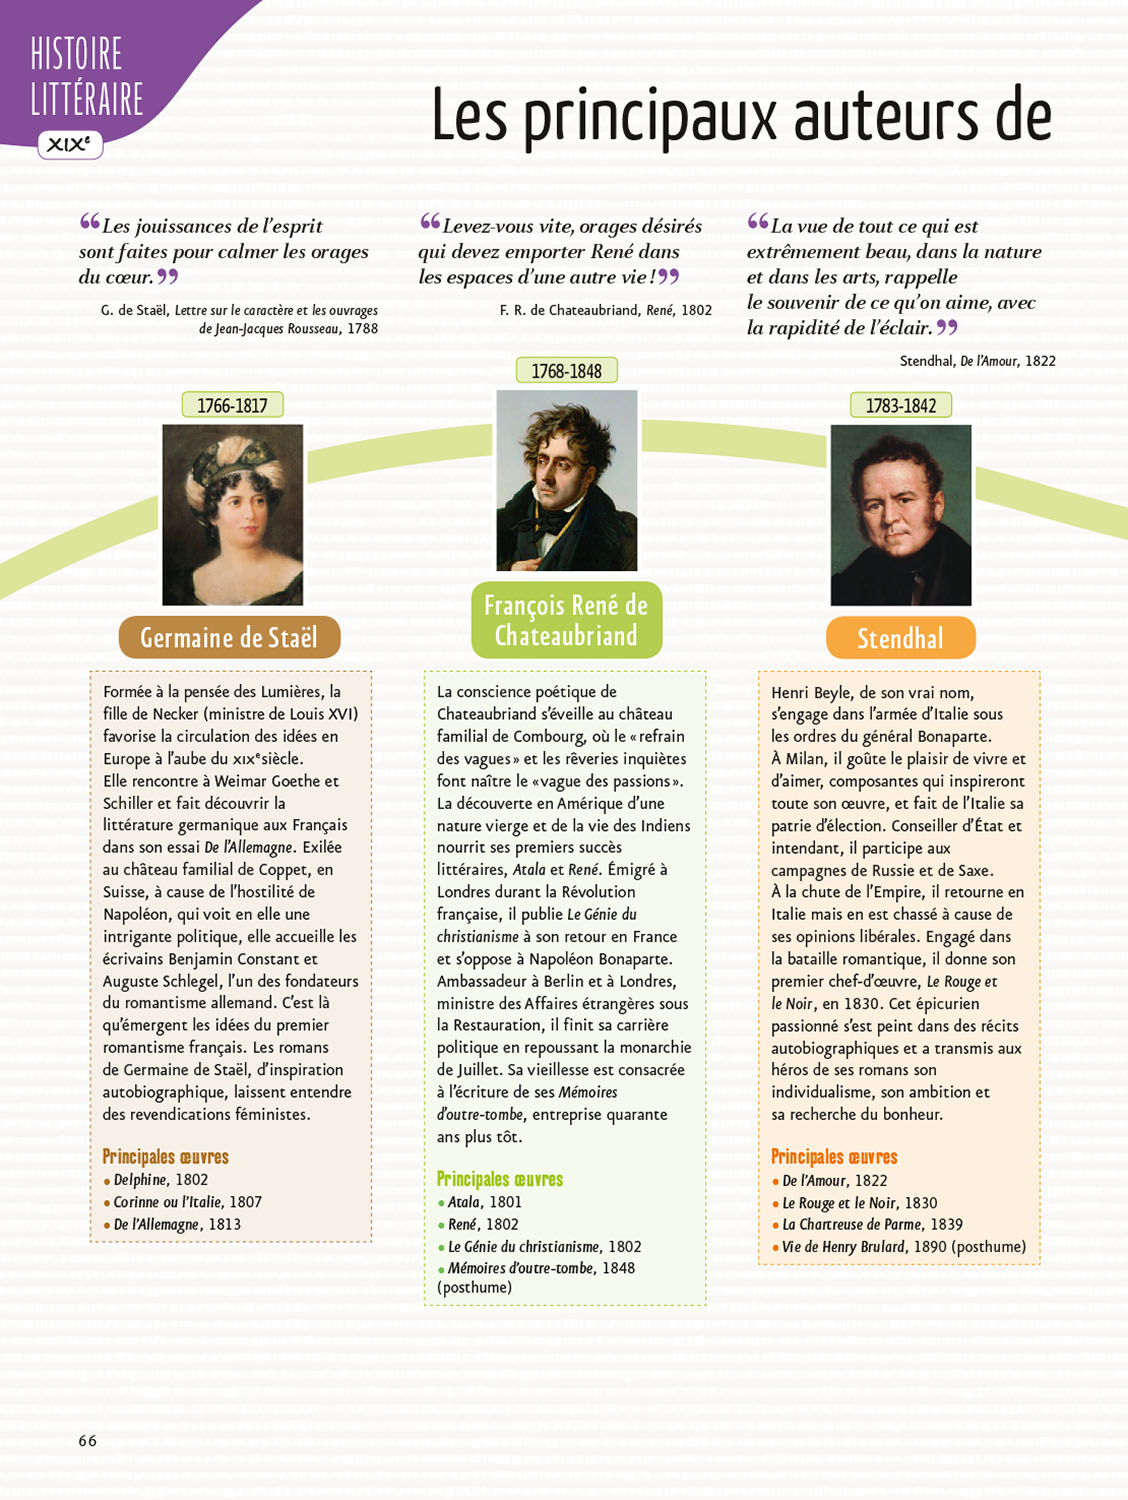 HISTOIRE
LITTÉRAIRE
XIXe
Les principaux auteurs de
“Les jouissances de l’esprit
sont faites pour calmer les orages
du cœur.”
G. de Staël, Lettre sur le caractère et les ouvrages
de Jean-Jacques Rousseau, 1788
“Levez-vous vite, orages désirés
qui devez emporter René dans
les espaces d’une autre vie !”
F. R. de Chateaubriand, René, 1802
“La vue de tout ce qui est
extrêmement beau, dans la nature
et dans les arts, rappelle
le souvenir de ce qu’on aime, avec
la rapidité de l’éclair.”
Stendhal, De l’Amour, 1822
1766-1817
Germaine de Staël
Formée à la pensée des Lumières, la
fille de Necker (ministre de Louis XVI)
favorise la circulation des idées en
Europe à l’aube du XIXe siècle.
Elle rencontre à Weimar Goethe et
Schiller et fait découvrir la
littérature germanique aux Français
dans son essai De l’Allemagne. Exilée
au château familial de Coppet, en
Suisse, à cause de l’hostilité de
Napoléon, qui voit en elle une
intrigante politique, elle accueille les
écrivains Benjamin Constant et
Auguste Schlegel, l’un des fondateurs
du romantisme allemand. C’est là
qu’émergent les idées du premier
romantisme français. Les romans
de Germaine de Staël, d’inspiration
autobiographique, laissent entendre
des revendications féministes.
Principales œuvres
• Delphine, 1802
• Corinne ou l’Italie, 1807
• De l’Allemagne, 1813
1768-1848
François René de
Chateaubriand
La conscience poétique de
Chateaubriand s’éveille au château
familial de Combourg, où le « refrain
des vagues » et les rêveries inquiètes
font naître le « vague des passions ».
La découverte en Amérique d’une
nature vierge et de la vie des Indiens
nourrit ses premiers succès
littéraires, Atala et René. Émigré à
Londres durant la Révolution
française, il publie Le Génie du
christianisme à son retour en France
et s’oppose à Napoléon Bonaparte.
Ambassadeur à Berlin et à Londres,
ministre des Affaires étrangères sous
la Restauration, il finit sa carrière
politique en repoussant la monarchie
de Juillet. Sa vieillesse est consacrée
à l’écriture de ses Mémoires
d’outre-tombe, entreprise quarante
ans plus tôt.
Principales œuvres
• Atala, 1801
• René, 1802
• Le Génie du christianisme, 1802
• Mémoires d’outre-tombe, 1848
(posthume)
1783-1842
Stendhal
Henri Beyle, de son vrai nom,
s’engage dans l’armée d’Italie sous
les ordres du général Bonaparte.
À Milan, il goûte le plaisir de vivre et
d’aimer, composantes qui inspireront
toute son œuvre, et fait de l’Italie sa
patrie d’élection. Conseiller d’État et
intendant, il participe aux
campagnes de Russie et de Saxe.
À la chute de l’Empire, il retourne en
Italie mais en est chassé à cause de
ses opinions libérales. Engagé dans
la bataille romantique, il donne son
premier chef-d’œuvre, Le Rouge et
le Noir, en 1830. Cet épicurien
passionné s’est peint dans des récits
autobiographiques et a transmis aux
héros de ses romans son
individualisme, son ambition et
sa recherche du bonheur.
Principales œuvres
• De l’Amour, 1822
• Le Rouge et le Noir, 1830
• La Chartreuse de Parme, 1839
• Vie de Henry Brulard, 1890 (posthume)
66